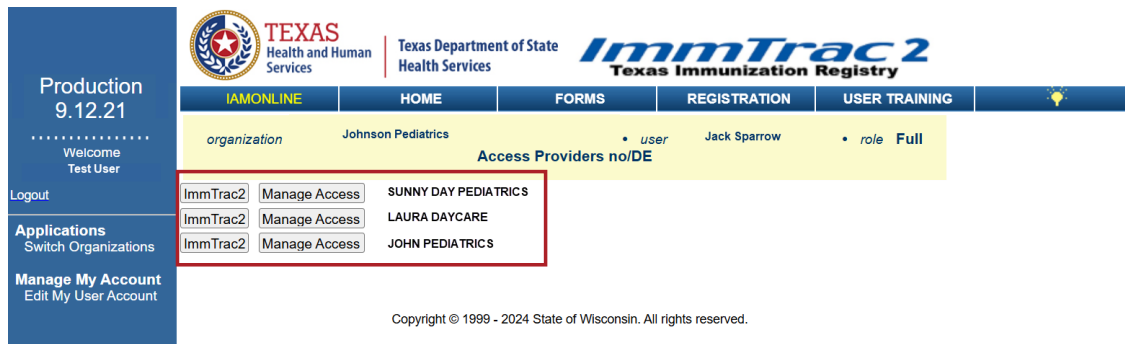 TEXAS
Health and Human
Services
Texas Department of State
Health Services
ImmTrac2
Texas Immunization Registry
Production
9.12.21
Welcome
Test User
Logout
Applications
Switch Organizations
Manage My Account
Edit My User Account
IAMONLINE HOME FORMS REGISTRATION USER TRAINING
organization Johnson Pediatrics • user Jack Sparrow • role Full
Access Providers no/DE
ImmTrac2 Manage Access SUNNY DAY PEDIATRICS
ImmTrac2 Manage Access LAURA DAYCARE
ImmTrac2 Manage Access JOHN PEDIATRICS
Copyright © 1999 - 2024 State of Wisconsin. All rights reserved.